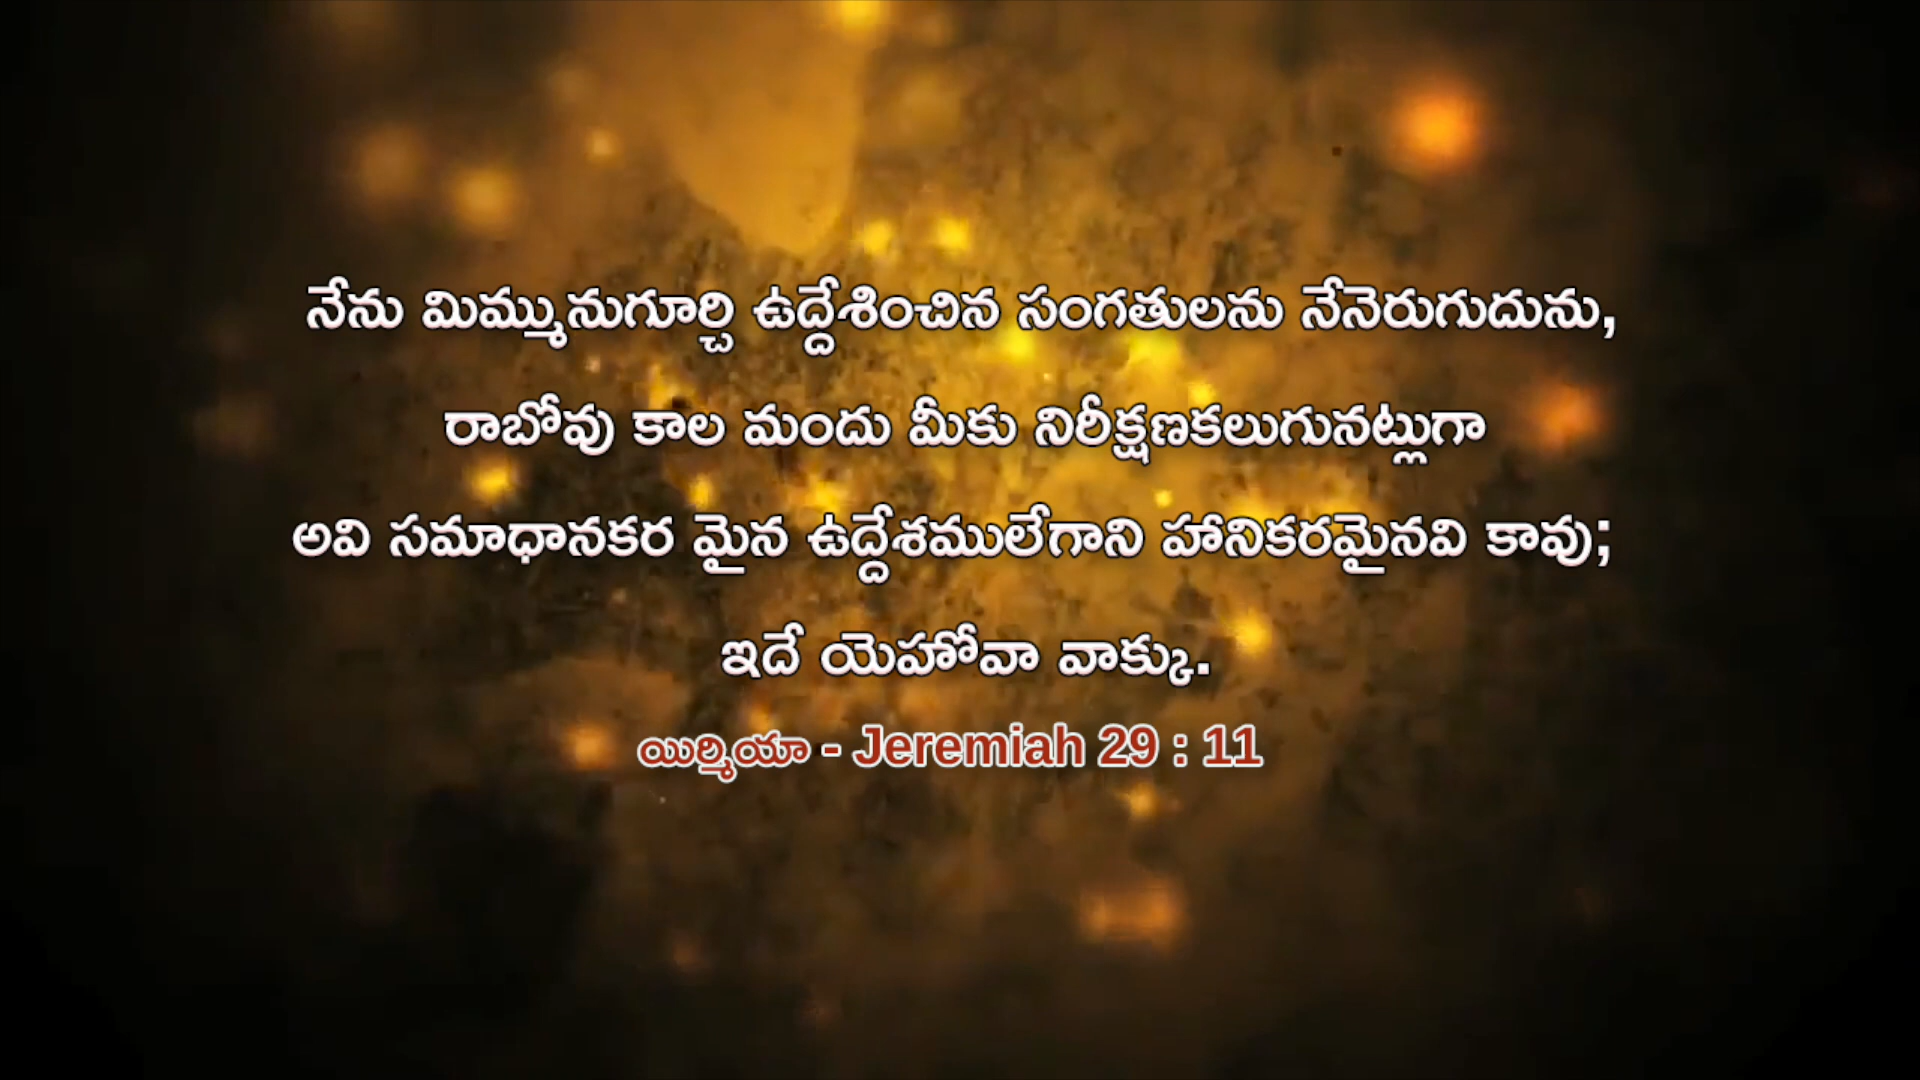 నేను మిమ్మునుగూర్చి ఉద్దేశించిన సంగతులను నేనెరుగుదును,
రాబోవు కాల మందు మీకు నిరీక్షణకలుగునట్లుగా
అవి సమాధానకర మైన ఉద్దేశములేగాని హానికరమైనవి కావు;
ఇదే యెహోవా వాక్కు.
యిర్మియా - Jeremiah 29 : 11